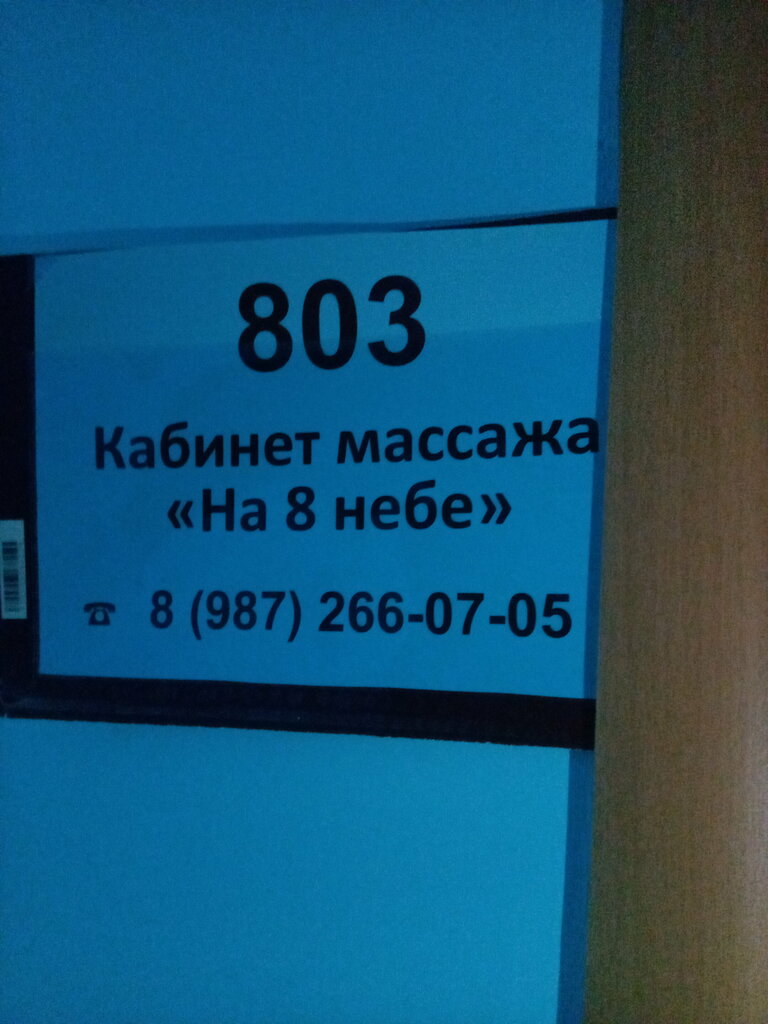 803
Кабинет массажа
«На 8 небе»
☎ 8 (987) 266-07-05